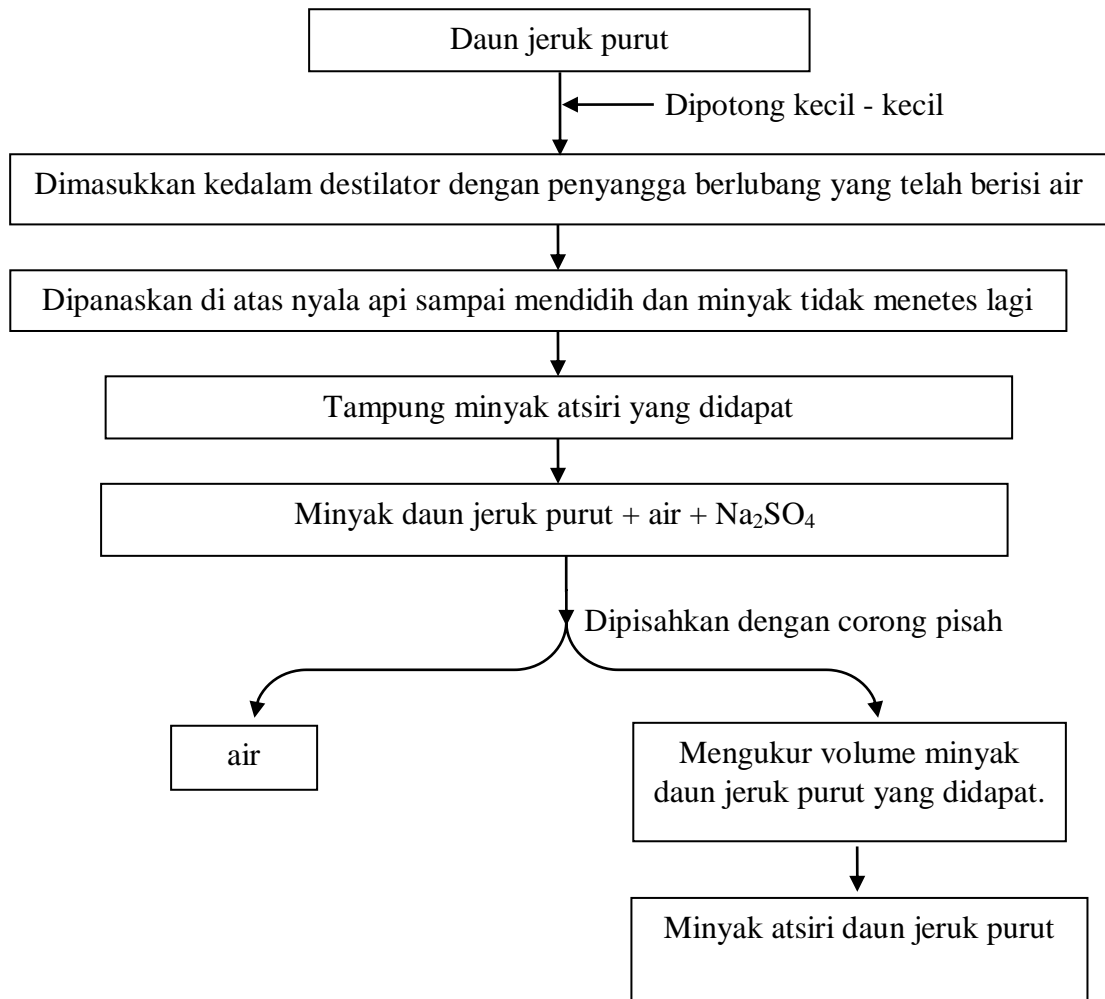 Daun jeruk purut
Dipotong kecil - kecil
Dimasukkan kedalam destilator dengan penyangga berlubang yang telah berisi air
Dipanaskan di atas nyala api sampai mendidih dan minyak tidak menetes lagi
Tampung minyak atsiri yang didapat
Minyak daun jeruk purut + air + Na₂SO₄
Dipisahkan dengan corong pisah
air
Mengukur volume minyak
daun jeruk purut yang didapat.
Minyak atsiri daun jeruk purut